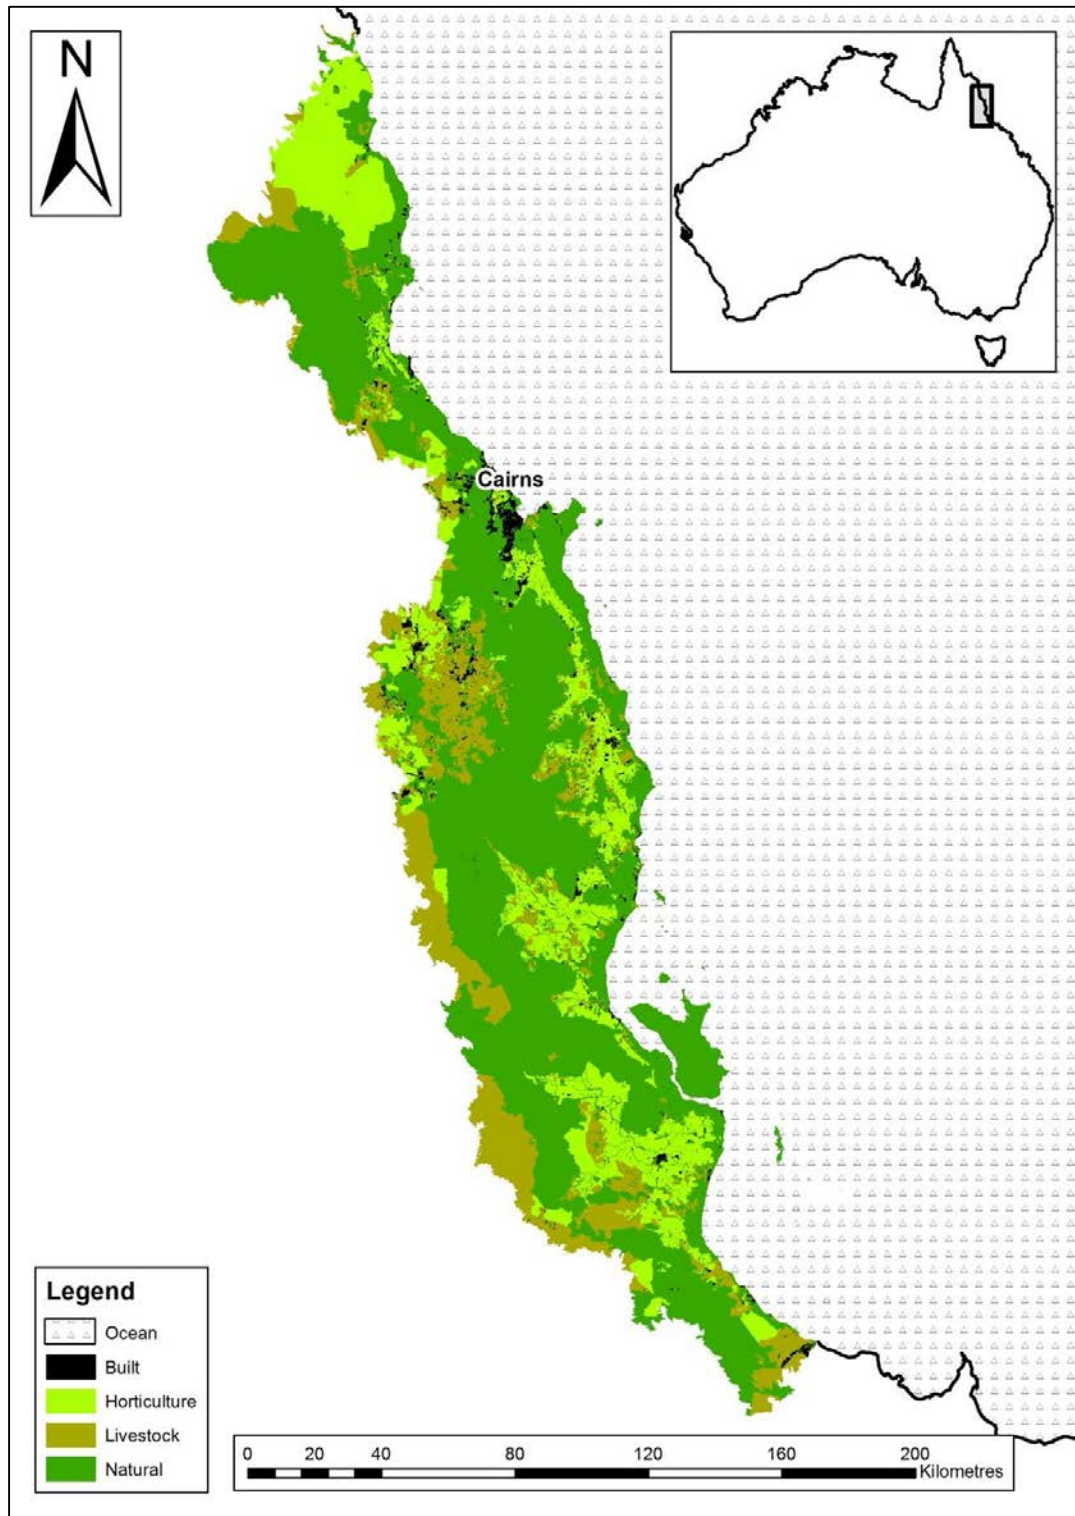 N
Cairns
Legend
Ocean
Built
Horticulture
Livestock
Natural
0 20 40 80 120 160 200
Kilometres